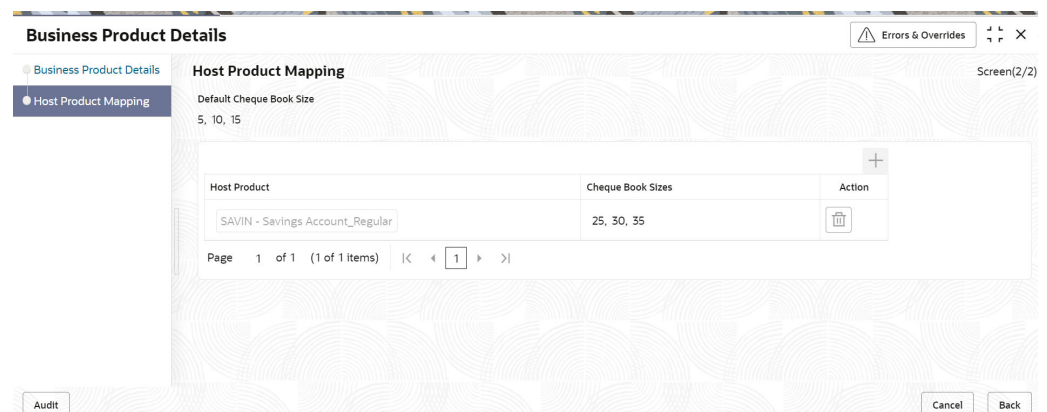 Business Product Details
Errors & Overrides
Business Product Details
Host Product Mapping
Host Product Mapping
Screen(2/2)
Default Cheque Book Size
5, 10, 15
Host Product Cheque Book Sizes Action
SAVIN - Savings Account_Regular 25, 30, 35
Page 1 of 1 (1 of 1 items) 1
Audit Cancel Back